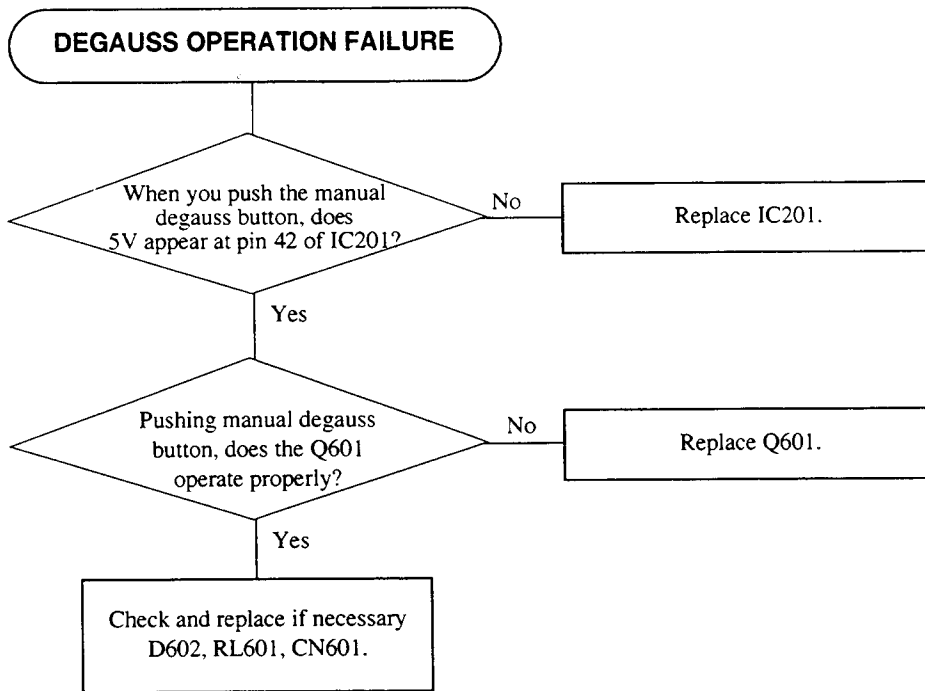 DEGAUSS OPERATION FAILURE
When you push the manual
degauss button, does
5V appear at pin 42 of IC201?
No
Replace IC201.
Yes
Pushing manual degauss
button, does the Q601
operate properly?
No
Replace Q601.
Yes
Check and replace if necessary
D602, RL601, CN601.